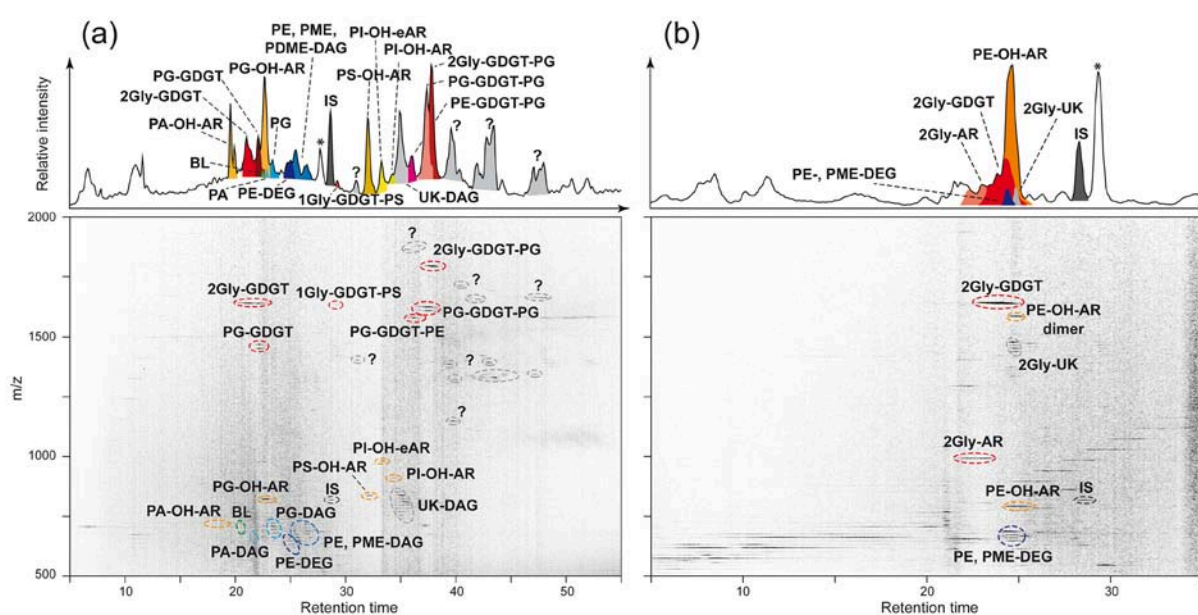 (a)
PE, PME,
PDME-DAG
PI-OH-eAR
PI-OH-AR
PG-OH-AR
PG-GDGT
2Gly-GDGT
PA-OH-AR
PG
IS
*
PS-OH-AR
2Gly-GDGT-PG
PG-GDGT-PG
PE-GDGT-PG
?
?
?
?
BL
PA
PE-DEG
1Gly-GDGT-PS
UK-DAG
Relative intensity
2000
1500
1000
500
m/z
?
2Gly-GDGT-PG
?
?
2Gly-GDGT
1Gly-GDGT-PS
PG-GDGT-PG
PG-GDGT
PG-GDGT-PE
?
?
?
?
PI-OH-eAR
PS-OH-AR
PI-OH-AR
PG-OH-AR
IS
UK-DAG
PA-OH-AR
BL
PG-DAG
PA-DAG
PE, PME-DAG
PE-DEG
10 20 30 40 50
Retention time
(b)
PE-OH-AR
*
2Gly-GDGT
2Gly-UK
2Gly-AR
IS
PE-, PME-DEG
2Gly-GDGT
PE-OH-AR
dimer
2Gly-UK
2Gly-AR
PE-OH-AR
IS
PE, PME-DEG
10 20 25 30
Retention time